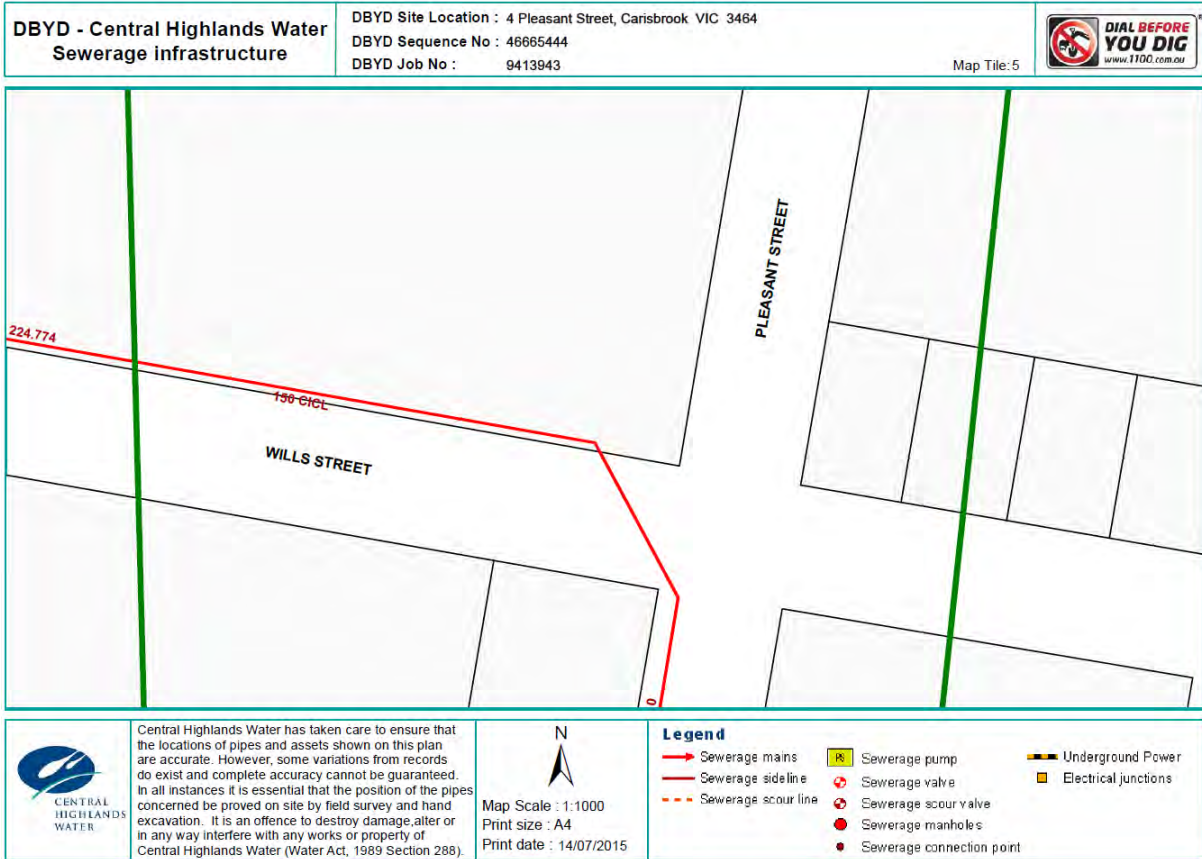 DBYD - Central Highlands Water
Sewerage infrastructure
DBYD Site Location : 4 Pleasant Street, Carisbrook VIC 3464
DBYD Sequence No : 46665444
DBYD Job No : 9413943
Map Tile: 5
DIAL BEFORE
YOU DIG
www.1100.com.au
PLEASANT STREET
224.774
150 CICL
WILLS STREET
0
CENTRAL
HIGHLANDS
WATER
Central Highlands Water has taken care to ensure that
the locations of pipes and assets shown on this plan
are accurate. However, some variations from records
do exist and complete accuracy cannot be guaranteed.
In all instances it is essential that the position of the pipes
concerned be proved on site by field survey and hand
excavation. It is an offence to destroy damage,alter or
in any way interfere with any works or property of
Central Highlands Water (Water Act, 1989 Section 288).
N
Map Scale : 1:1000
Print size : A4
Print date : 14/07/2015
Legend
Sewerage mains
Sewerage sideline
Sewerage scour line
PS Sewerage pump
Sewerage valve
Sewerage scour valve
Sewerage manholes
Sewerage connection point
Underground Power
Electrical junctions